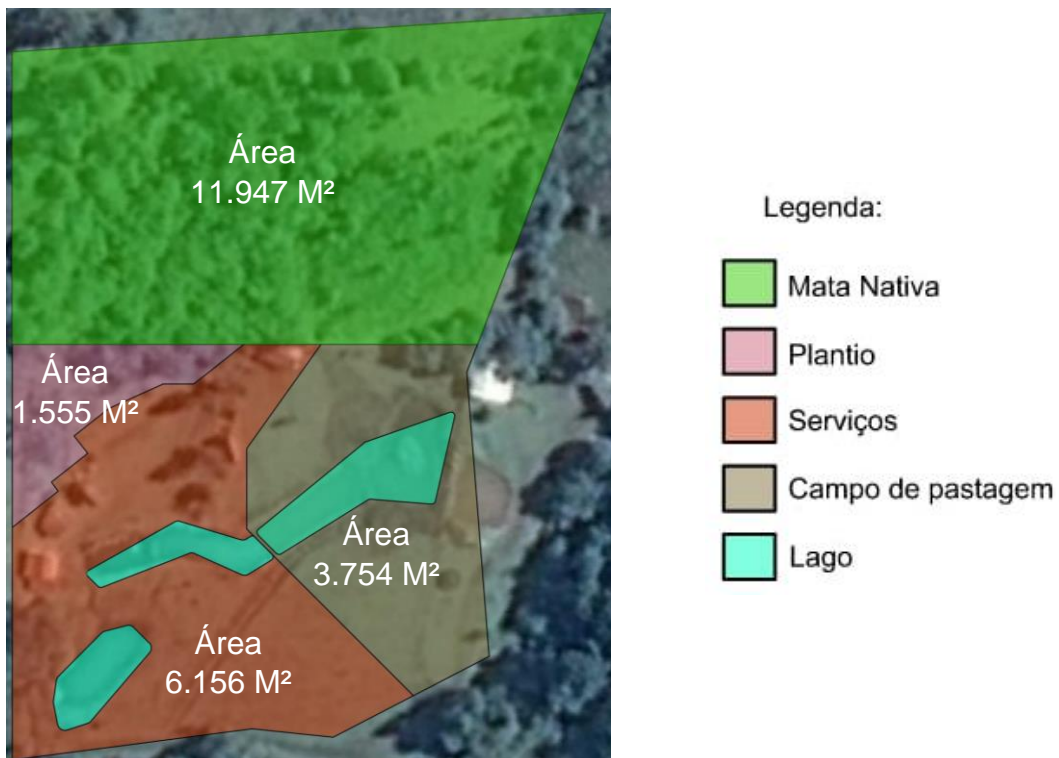 Área
11.947 M²
Área
1.555 M²
Área
3.754 M²
Área
6.156 M²
Legenda:
Mata Nativa
Plantio
Serviços
Campo de pastagem
Lago